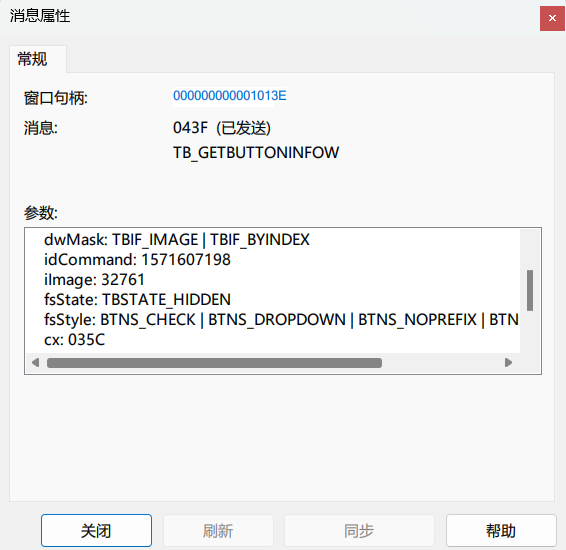 消息属性
常规
窗口句柄: 000000000001013E
消息: 043F (已发送)
TB_GETBUTTONINFOW
参数:
dwMask: TBIF_IMAGE | TBIF_BYINDEX
idCommand: 1571607198
iImage: 32761
fsState: TBSTATE_HIDDEN
fsStyle: BTNS_CHECK | BTNS_DROPDOWN | BTNS_NOPREFIX | BTN
cx: 035C
关闭 刷新 同步 帮助